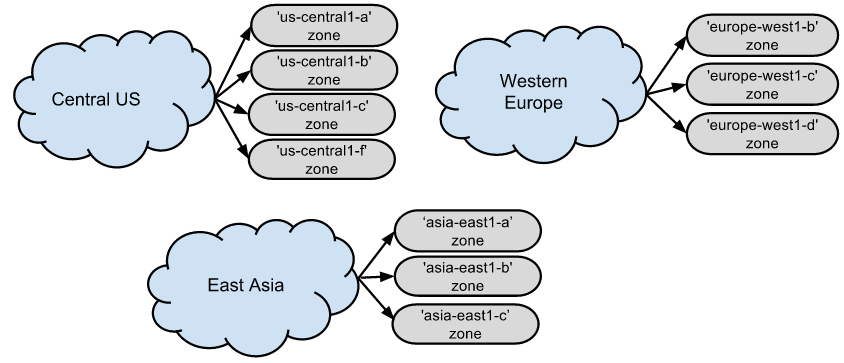 Central US
'us-central1-a'
zone
'us-central1-b'
zone
'us-central1-c'
zone
'us-central1-f'
zone
Western
Europe
'europe-west1-b'
zone
'europe-west1-c'
zone
'europe-west1-d'
zone
East Asia
‘asia-east1-a’
zone
'asia-east1-b'
zone
'asia-east1-c'
zone